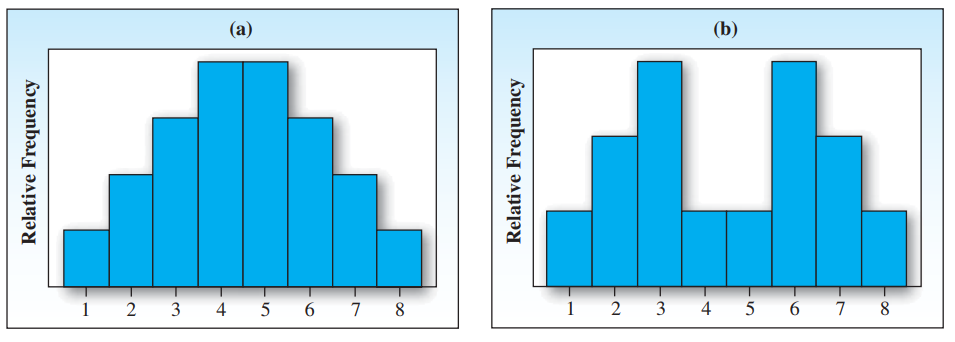 (a)
Relative Frequency
1 2 3 4 5 6 7 8
(b)
Relative Frequency
1 2 3 4 5 6 7 8